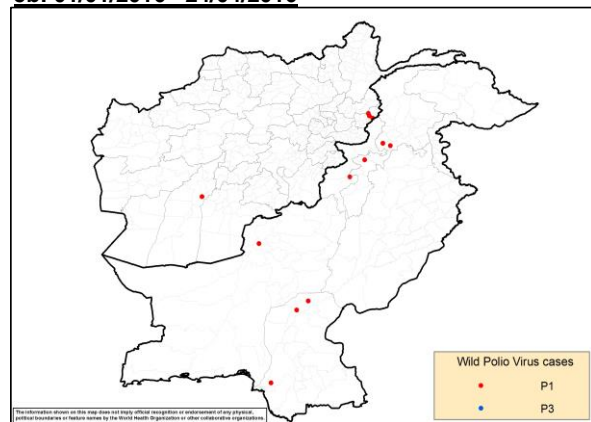 Wild Polio Virus cases
P1
P3
The information shown on this map does not imply official recognition or endorsement of any physical,
political boundaries or feature names by the World Health Organization or other collaborative organizations.